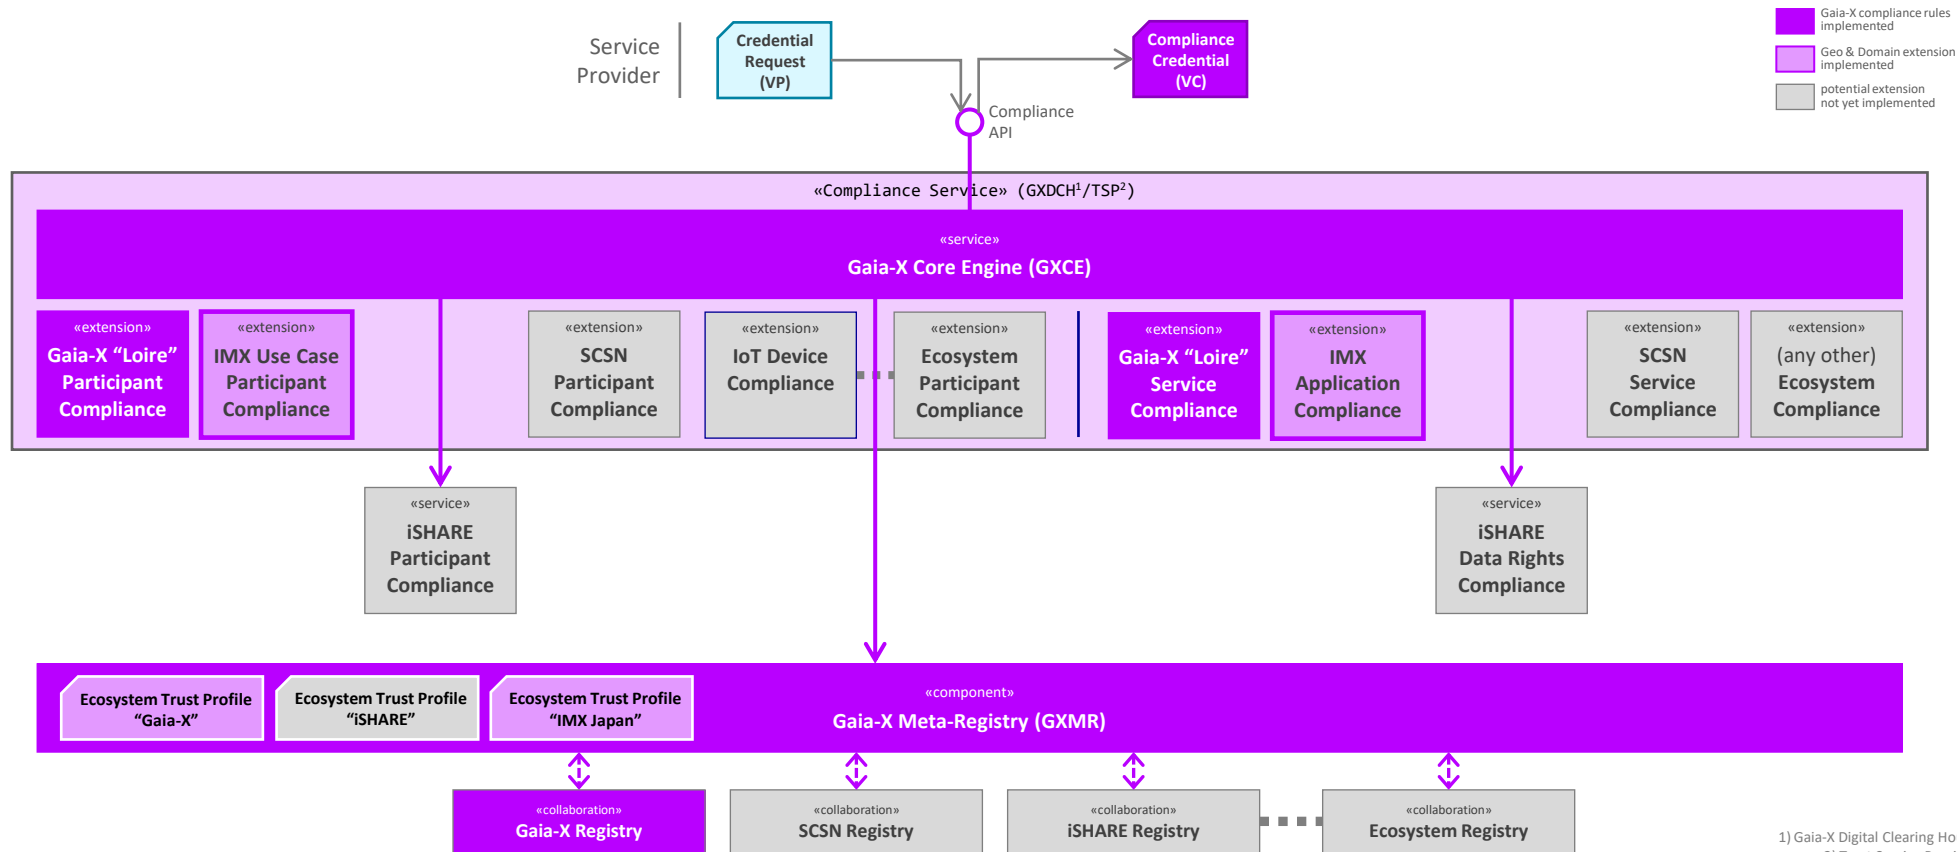 Service
Provider
Credential
Request
(VP)
Compliance
Credential
(VC)
Compliance
API
Gaia-X compliance rules
implemented
Geo & Domain extension
implemented
potential extension
not yet implemented
«Compliance Service» (GXDCH¹/TSP²)
«service»
Gaia-X Core Engine (GXCE)
«extension»
Gaia-X “Loire”
Participant
Compliance
«extension»
IMX Use Case
Participant
Compliance
«extension»
SCSN
Participant
Compliance
«extension»
IoT Device
Compliance
«extension»
Ecosystem
Participant
Compliance
«extension»
Gaia-X “Loire”
Service
Compliance
«extension»
IMX
Application
Compliance
«extension»
SCSN
Service
Compliance
«extension»
(any other)
Ecosystem
Compliance
«service»
iSHARE
Participant
Compliance
«service»
iSHARE
Data Rights
Compliance
Ecosystem Trust Profile
“Gaia-X”
Ecosystem Trust Profile
“iSHARE”
Ecosystem Trust Profile
“IMX Japan”
«component»
Gaia-X Meta-Registry (GXMR)
«collaboration»
Gaia-X Registry
«collaboration»
SCSN Registry
«collaboration»
iSHARE Registry
«collaboration»
Ecosystem Registry
1) Gaia-X Digital Clearing Ho